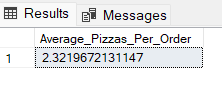 Results Messages
Average_Pizzas_Per_Order
1 2.3219672131147